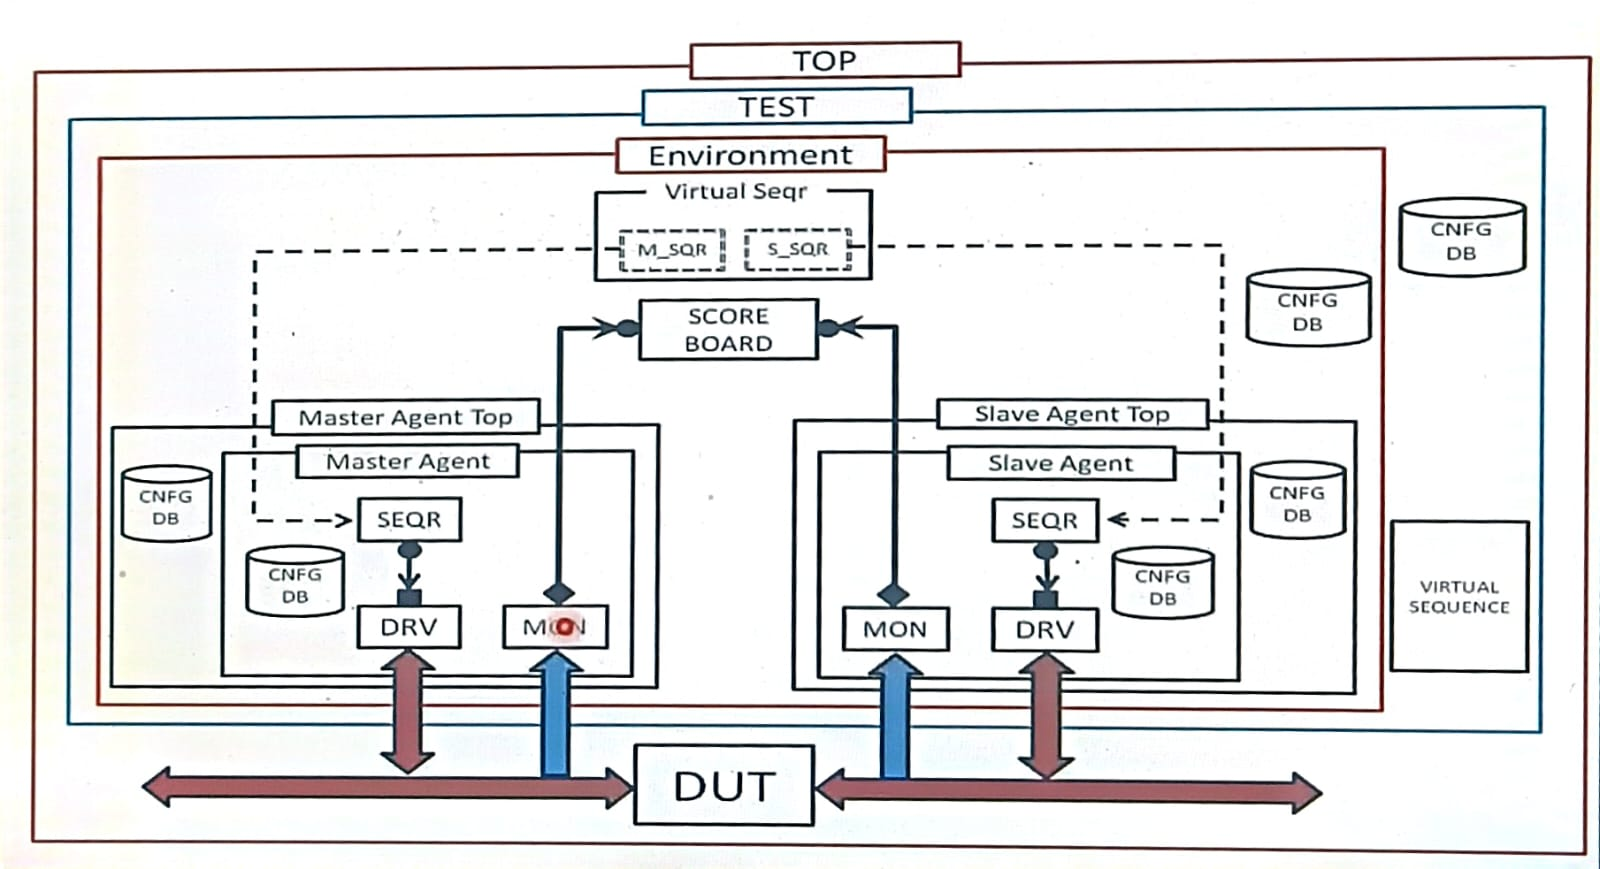 TOP
TEST
Environment
Virtual Seqr
M_SQR
S_SQR
CNFG
DB
CNFG
DB
SCORE
BOARD
Master Agent Top
Slave Agent Top
Master Agent
Slave Agent
CNFG
DB
SEQR
SEQR
CNFG
DB
CNFG
DB
CNFG
DB
VIRTUAL
SEQUENCE
DRV
MON
MON
DRV
DUT